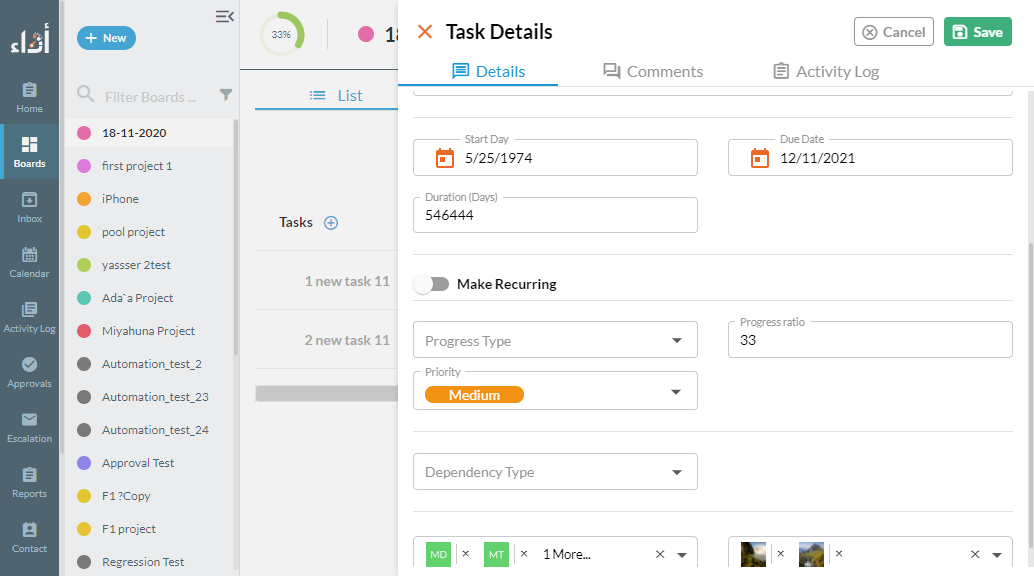 أداء
Home
Boards
Inbox
Calendar
Activity Log
Approvals
Escalation
Reports
Contact
+ New
Filter Boards ...
18-11-2020
first project 1
iPhone
pool project
yassser 2test
Ada`a Project
Miyahuna Project
Automation_test_2
Automation_test_23
Automation_test_24
Approval Test
F1 ?Copy
F1 project
Regression Test
33%
List
Tasks
1 new task 11
2 new task 11
Task Details
Cancel
Save
Details
Comments
Activity Log
Start Day
5/25/1974
Due Date
12/11/2021
Duration (Days)
546444
Make Recurring
Progress Type
Progress ratio
33
Priority
Medium
Dependency Type
MD × MT × 1 More...